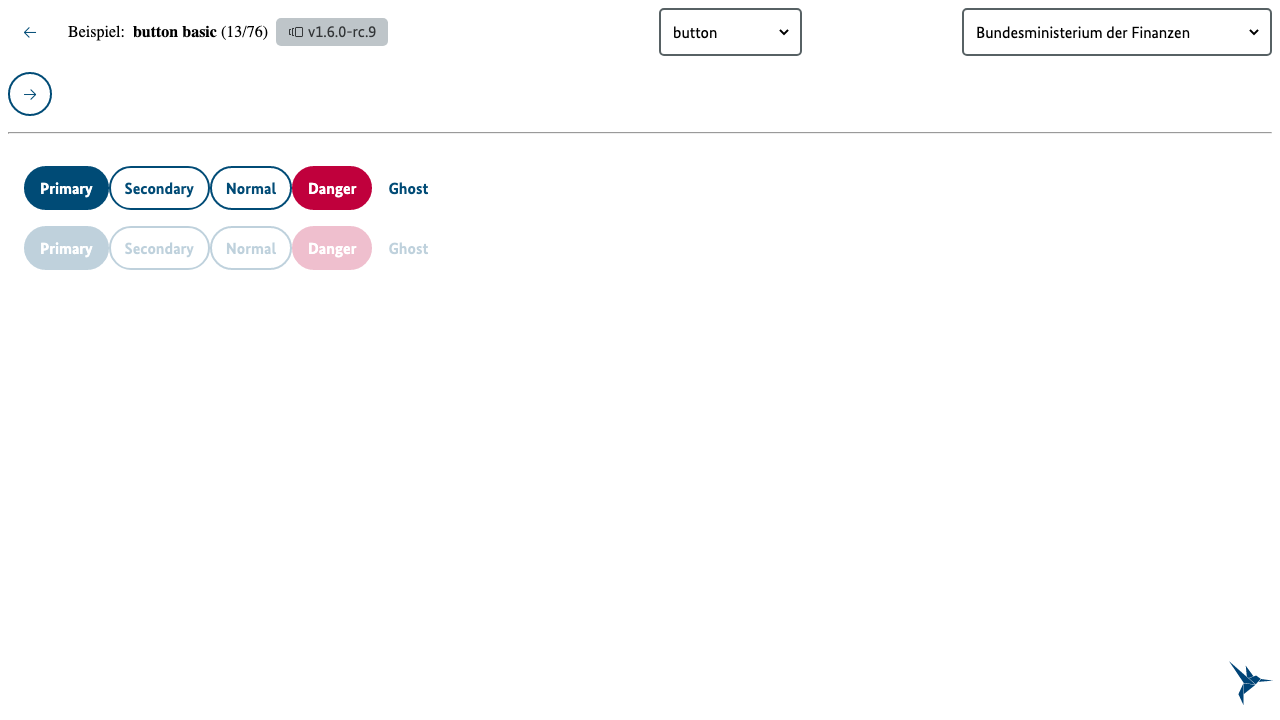 Beispiel: button basic (13/76) v1.6.0-rc.9 button Bundesministerium der Finanzen
Primary Secondary Normal Danger Ghost
Primary Secondary Normal Danger Ghost